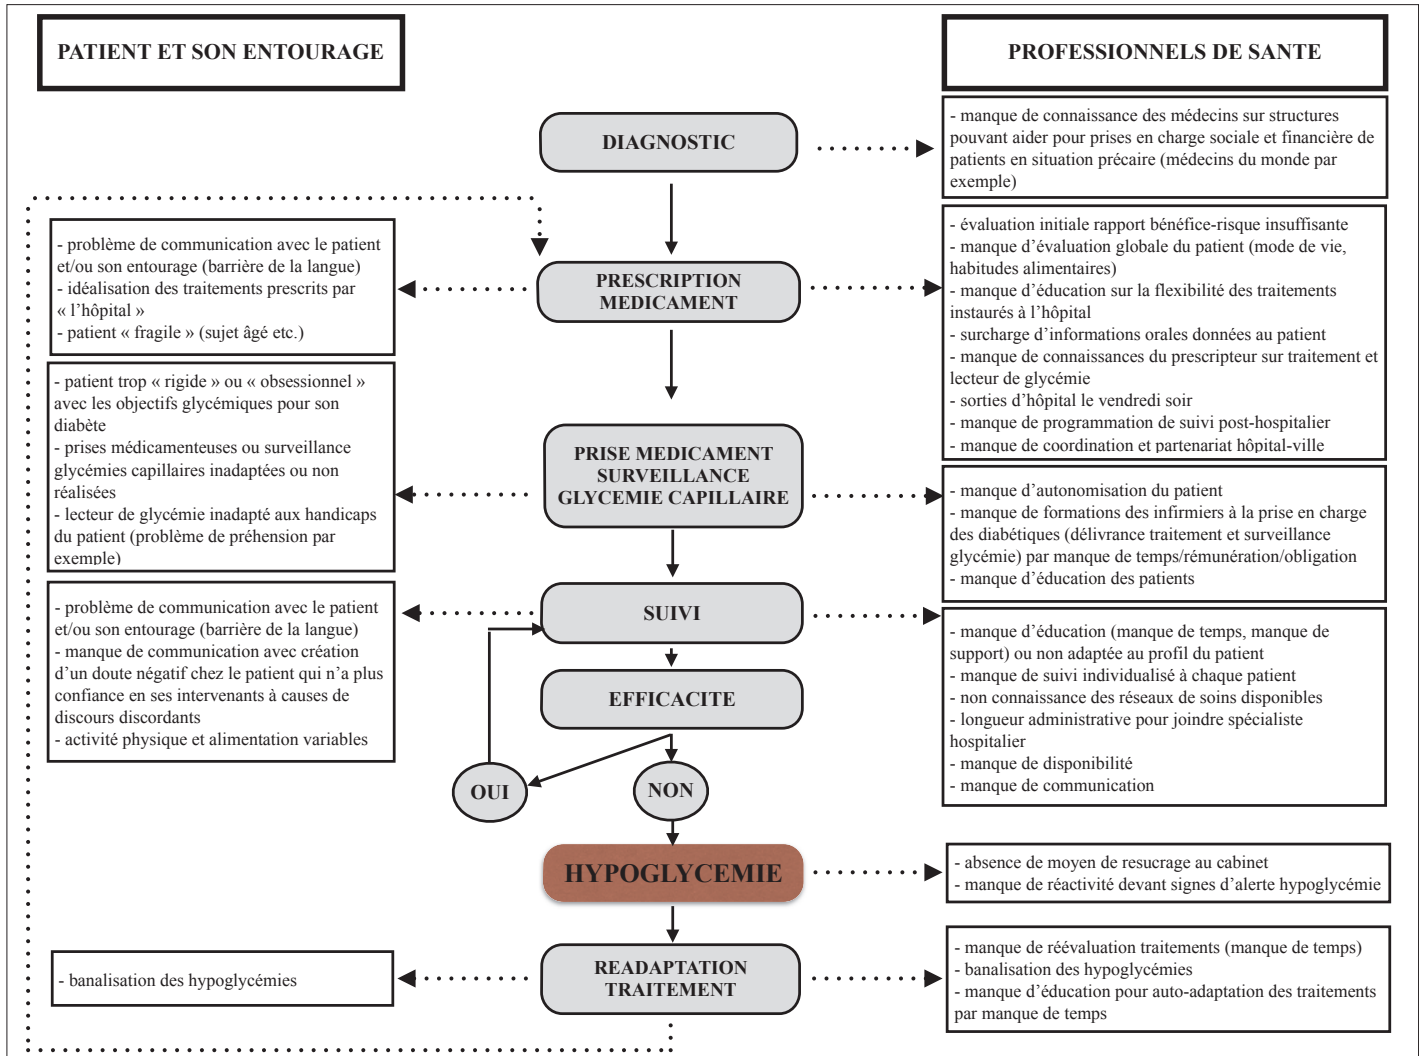 PATIENT ET SON ENTOURAGE
PROFESSIONNELS DE SANTE
DIAGNOSTIC
- manque de connaissance des médecins sur structures
pouvant aider pour prises en charge sociale et financière de
patients en situation précaire (médecins du monde par
exemple)
- problème de communication avec le patient
et/ou son entourage (barrière de la langue)
- idéalisation des traitements prescrits par
« l’hôpital »
- patient « fragile » (sujet âgé etc.)
PRESCRIPTION
MEDICAMENT
- évaluation initiale rapport bénéfice-risque insuffisante
- manque d’évaluation globale du patient (mode de vie,
habitudes alimentaires)
- manque d’éducation sur la flexibilité des traitements
instaurés à l’hôpital
- surcharge d’informations orales données au patient
- manque de connaissances du prescripteur sur traitement et
lecteur de glycémie
- sorties d’hôpital le vendredi soir
- manque de programmation de suivi post-hospitalier
- manque de coordination et partenariat hôpital-ville
- patient trop « rigide » ou « obsessionnel »
avec les objectifs glycémiques pour son
diabète
- prises médicamenteuses ou surveillance
glycémies capillaires inadaptées ou non
réalisées
- lecteur de glycémie inadapté aux handicaps
du patient (problème de préhension par
exemple)
PRISE MEDICAMENT
SURVEILLANCE
GLYCEMIE CAPILLAIRE
- manque d’autonomisation du patient
- manque de formations des infirmiers à la prise en charge
des diabétiques (délivrance traitement et surveillance
glycémie) par manque de temps/rémunération/obligation
- manque d’éducation des patients
- problème de communication avec le patient
et/ou son entourage (barrière de la langue)
- manque de communication avec création
d’un doute négatif chez le patient qui n’a plus
confiance en ses intervenants à causes de
discours discordants
- activité physique et alimentation variables
SUIVI
EFFICACITE
OUI
NON
- manque d’éducation (manque de temps, manque de
support) ou non adaptée au profil du patient
- manque de suivi individualisé à chaque patient
- non connaissance des réseaux de soins disponibles
- longueur administrative pour joindre spécialiste
hospitalier
- manque de disponibilité
- manque de communication
HYPOGLYCEMIE
- absence de moyen de resucrage au cabinet
- manque de réactivité devant signes d’alerte hypoglycémie
- banalisation des hypoglycémies
READAPTATION
TRAITEMENT
- manque de réévaluation traitements (manque de temps)
- banalisation des hypoglycémies
- manque d’éducation pour auto-adaptation des traitements
par manque de temps